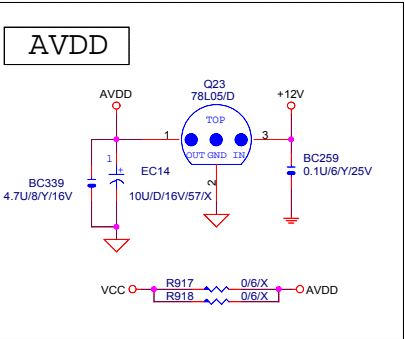 AVDD
Q23
78L05/D
AVDD
+12V
TOP
1
3
OUT GND IN
1
+
EC14
2
BC339
4.7U/8/Y/16V
10U/D/16V/57/X
BC259
0.1U/6/Y/25V
R917 0/6/X
VCC
AVDD
R918 0/6/X